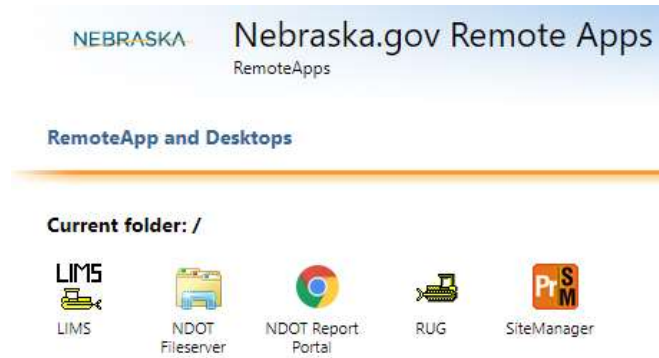 NEBRASKA
Nebraska.gov Remote Apps
RemoteApps
RemoteApp and Desktops
Current folder: /
LIMS
Pr S M
LIMS
NDOT Fileserver
NDOT Report Portal
RUG
SiteManager